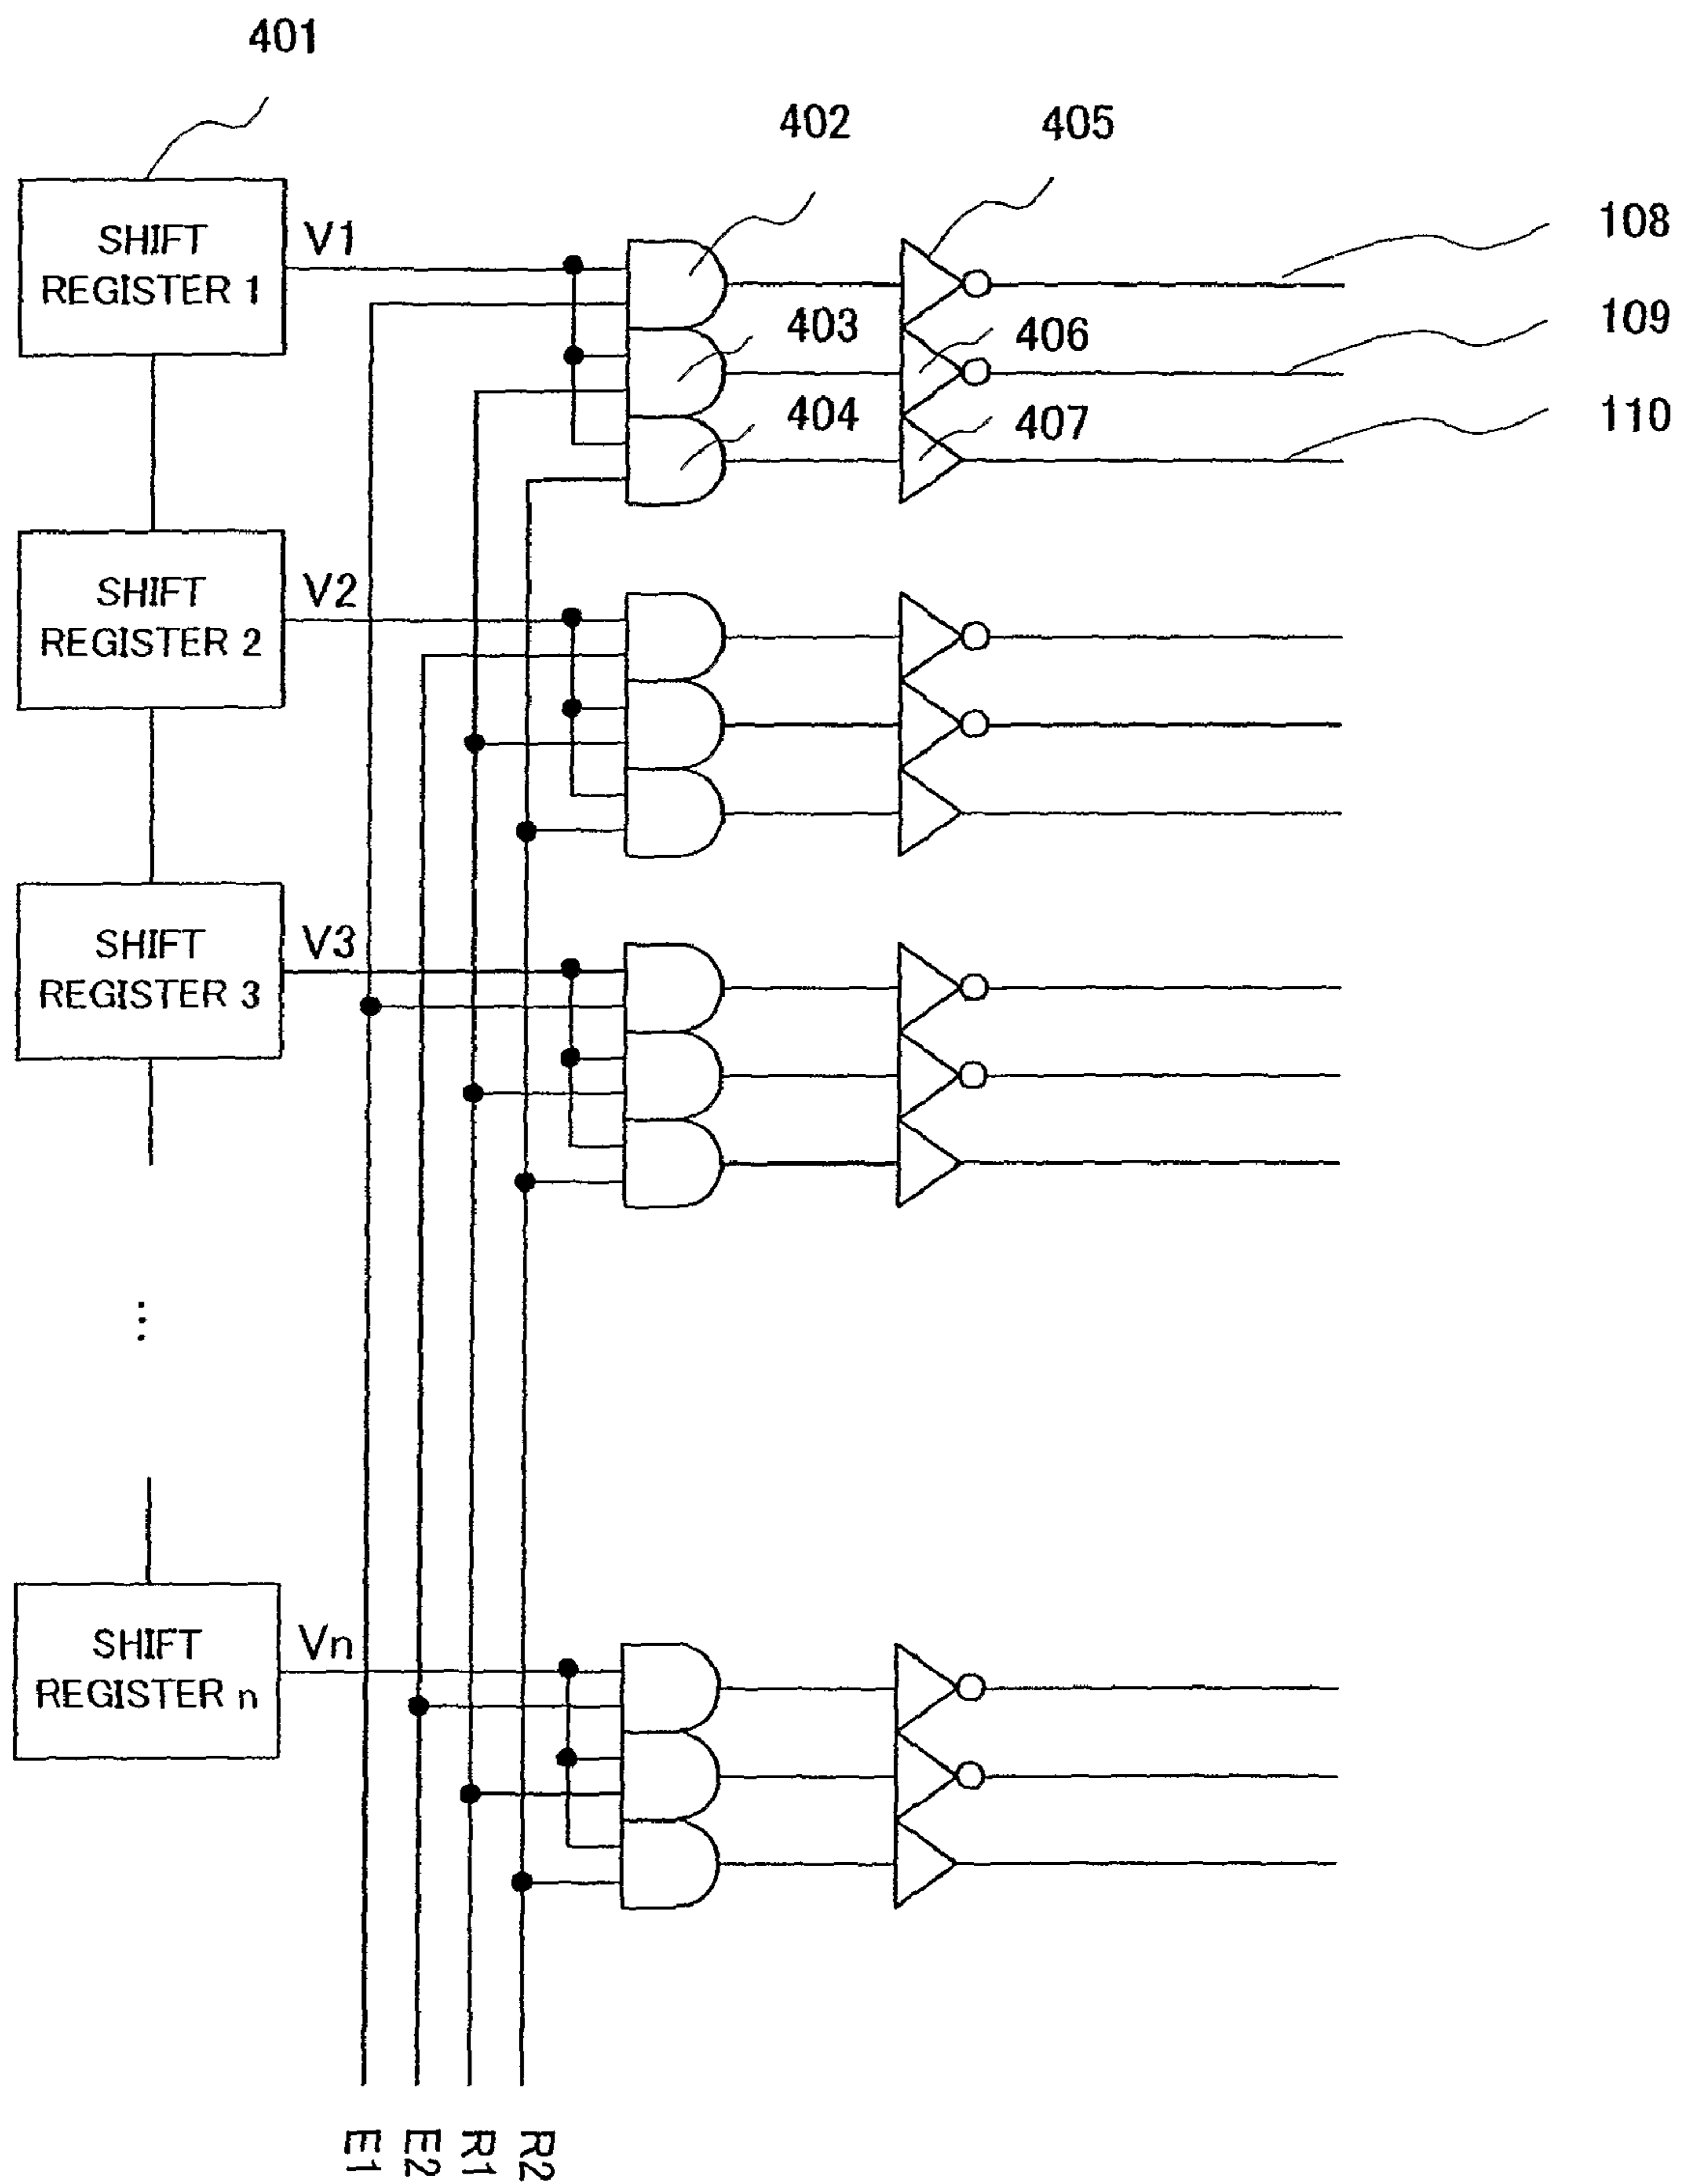 401
402
405
108
SHIFT
REGISTER 1
V1
109
403
406
404
407
110
SHIFT
REGISTER 2
V2
SHIFT
REGISTER 3
V3
...
SHIFT
REGISTER n
Vn
E1
E2
R1
R2